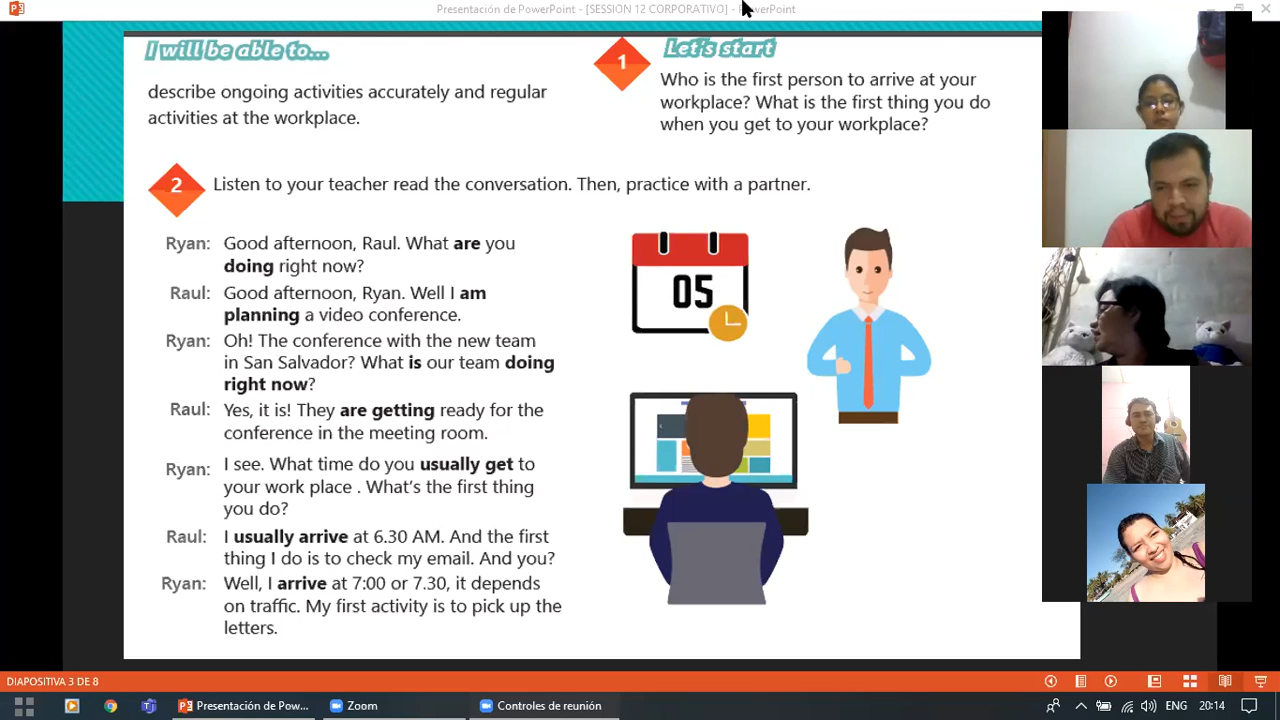 Presentación de PowerPoint - [SESSION 12 CORPORATIVO] - PowerPoint
I will be able to...
describe ongoing activities accurately and regular
activities at the workplace.
1
Let's start
Who is the first person to arrive at your
workplace? What is the first thing you do
when you get to your workplace?
2
Listen to your teacher read the conversation. Then, practice with a partner.
Ryan: Good afternoon, Raul. What are you
doing right now?
Raul: Good afternoon, Ryan. Well I am
planning a video conference.
Ryan: Oh! The conference with the new team
in San Salvador? What is our team doing
right now?
Raul: Yes, it is! They are getting ready for the
conference in the meeting room.
Ryan: I see. What time do you usually get to
your work place . What's the first thing
you do?
Raul: I usually arrive at 6.30 AM. And the first
thing I do is to check my email. And you?
Ryan: Well, I arrive at 7:00 or 7.30, it depends
on traffic. My first activity is to pick up the
letters.
05
DIAPOSITIVA 3 DE 8
Presentación de Pow...
Zoom
Controles de reunión
ENG
20:14